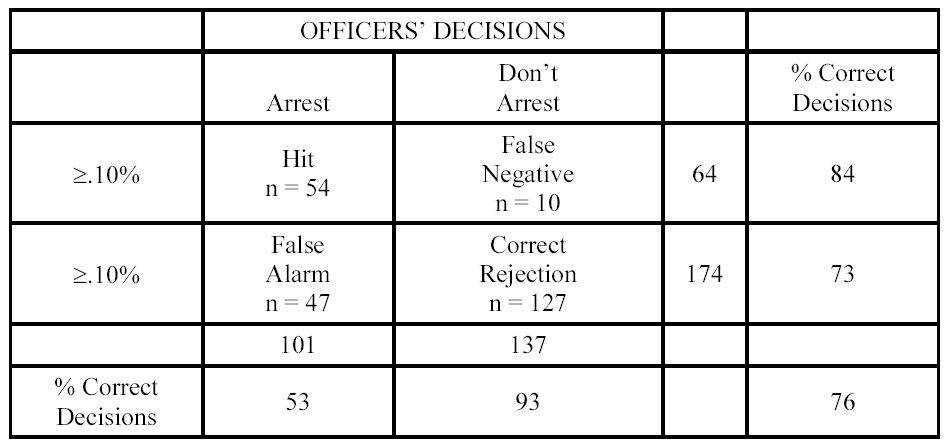 OFFICERS' DECISIONS
Arrest
Don't
Arrest
% Correct
Decisions
≥.10%
Hit
n = 54
False
Negative
n = 10
64
84
≥.10%
False
Alarm
n = 47
Correct
Rejection
n = 127
174
73
101
137
% Correct
Decisions
53
93
76